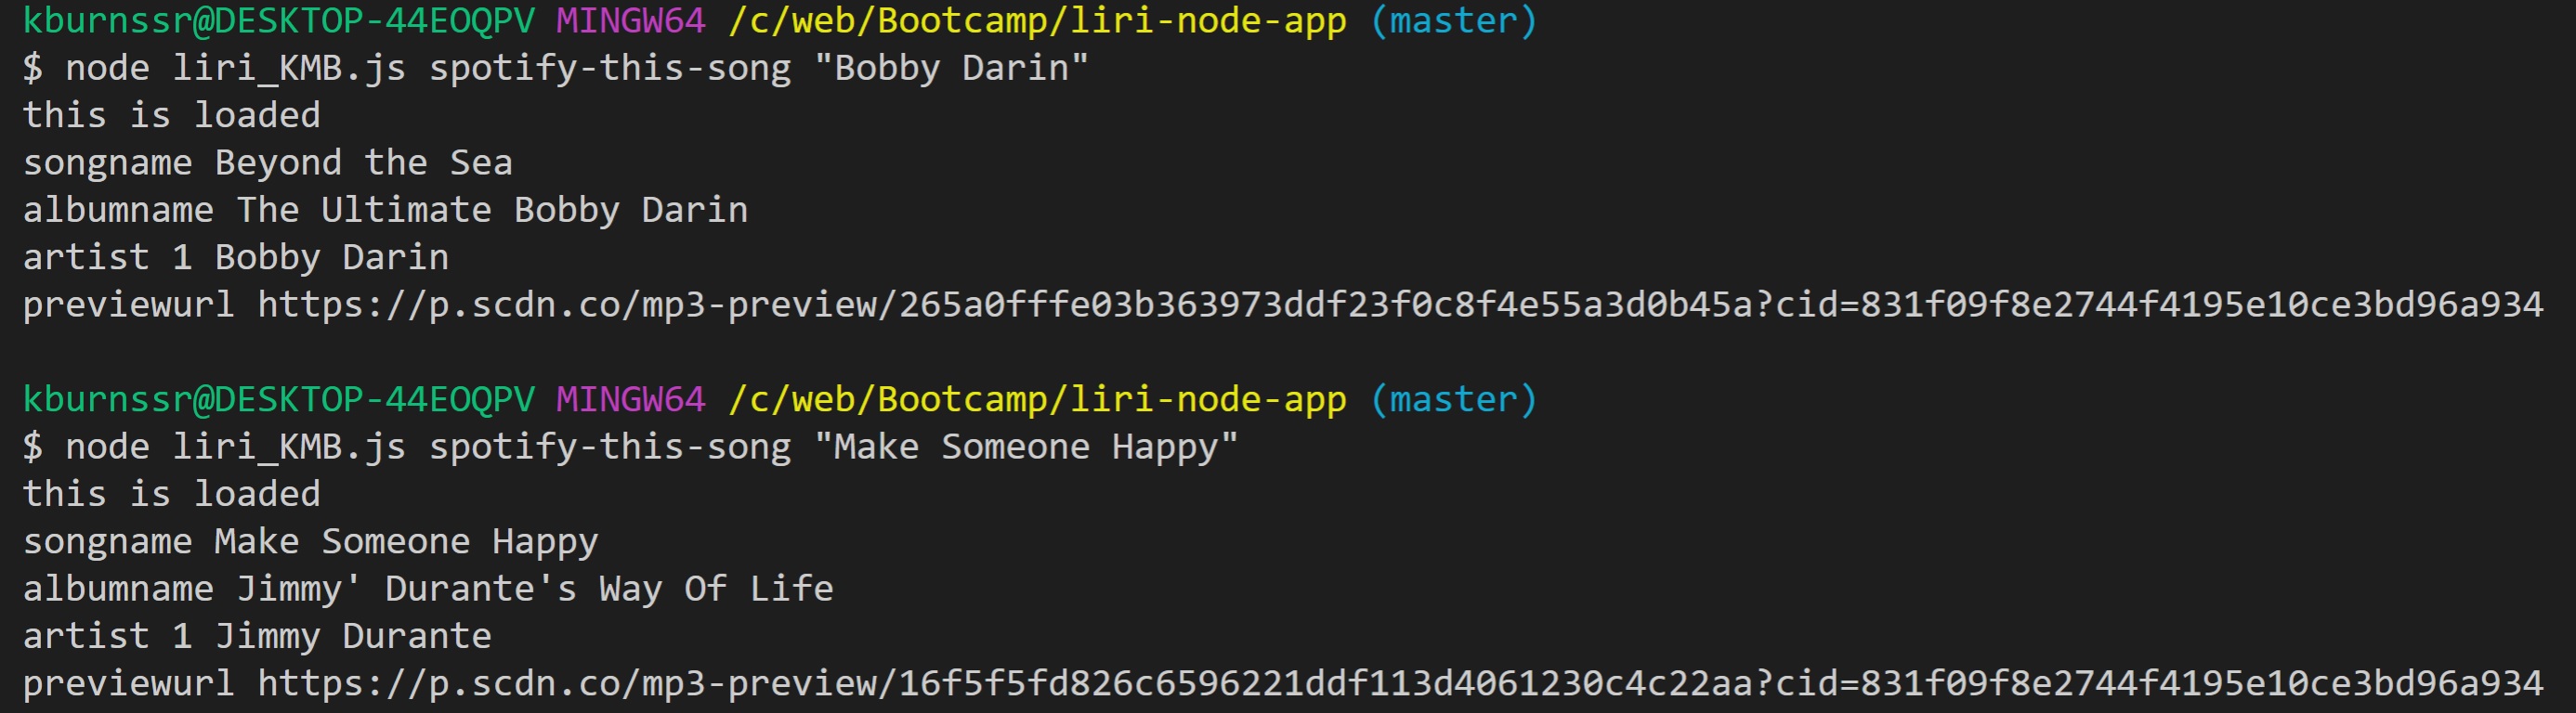 kburnssr@DESKTOP-44EOQPV MINGW64 /c/web/Bootcamp/liri-node-app (master)
$ node liri_KMB.js spotify-this-song "Bobby Darin"
this is loaded
songname Beyond the Sea
albumname The Ultimate Bobby Darin
artist 1 Bobby Darin
previewurl https://p.scdn.co/mp3-preview/265a0fffe03b363973ddf23f0c8f4e55a3d0b45a?cid=831f09f8e2744f4195e10ce3bd96a934
kburnssr@DESKTOP-44EOQPV MINGW64 /c/web/Bootcamp/liri-node-app (master)
$ node liri_KMB.js spotify-this-song "Make Someone Happy"
this is loaded
songname Make Someone Happy
albumname Jimmy' Durante's Way Of Life
artist 1 Jimmy Durante
previewurl https://p.scdn.co/mp3-preview/16f5f5fd826c6596221ddf113d4061230c4c22aa?cid=831f09f8e2744f4195e10ce3bd96a934